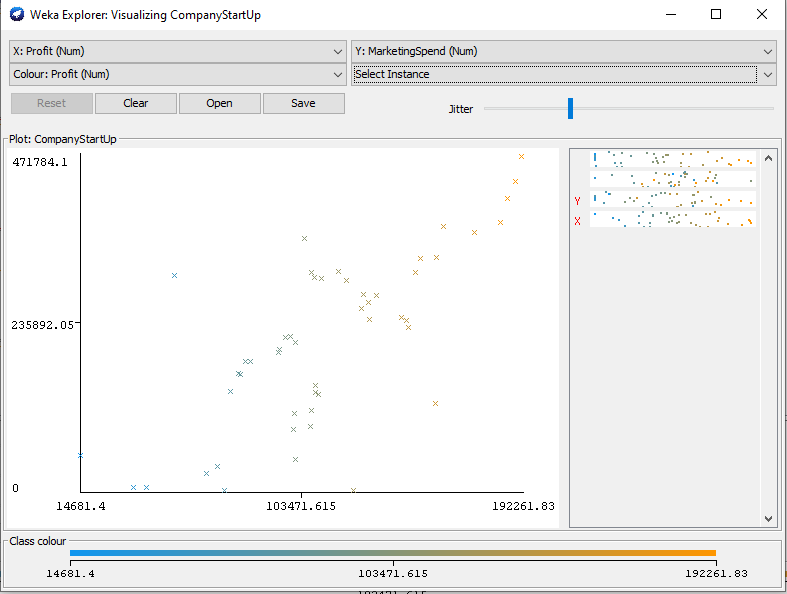 Weka Explorer: Visualizing CompanyStartUp
X: Profit (Num) Y: MarketingSpend (Num)
Colour: Profit (Num) Select Instance
Reset Clear Open Save Jitter
Plot: CompanyStartUp
471784.1
235892.05
0
14681.4 103471.615 192261.83
Y
X
Class colour
14681.4 103471.615 192261.83